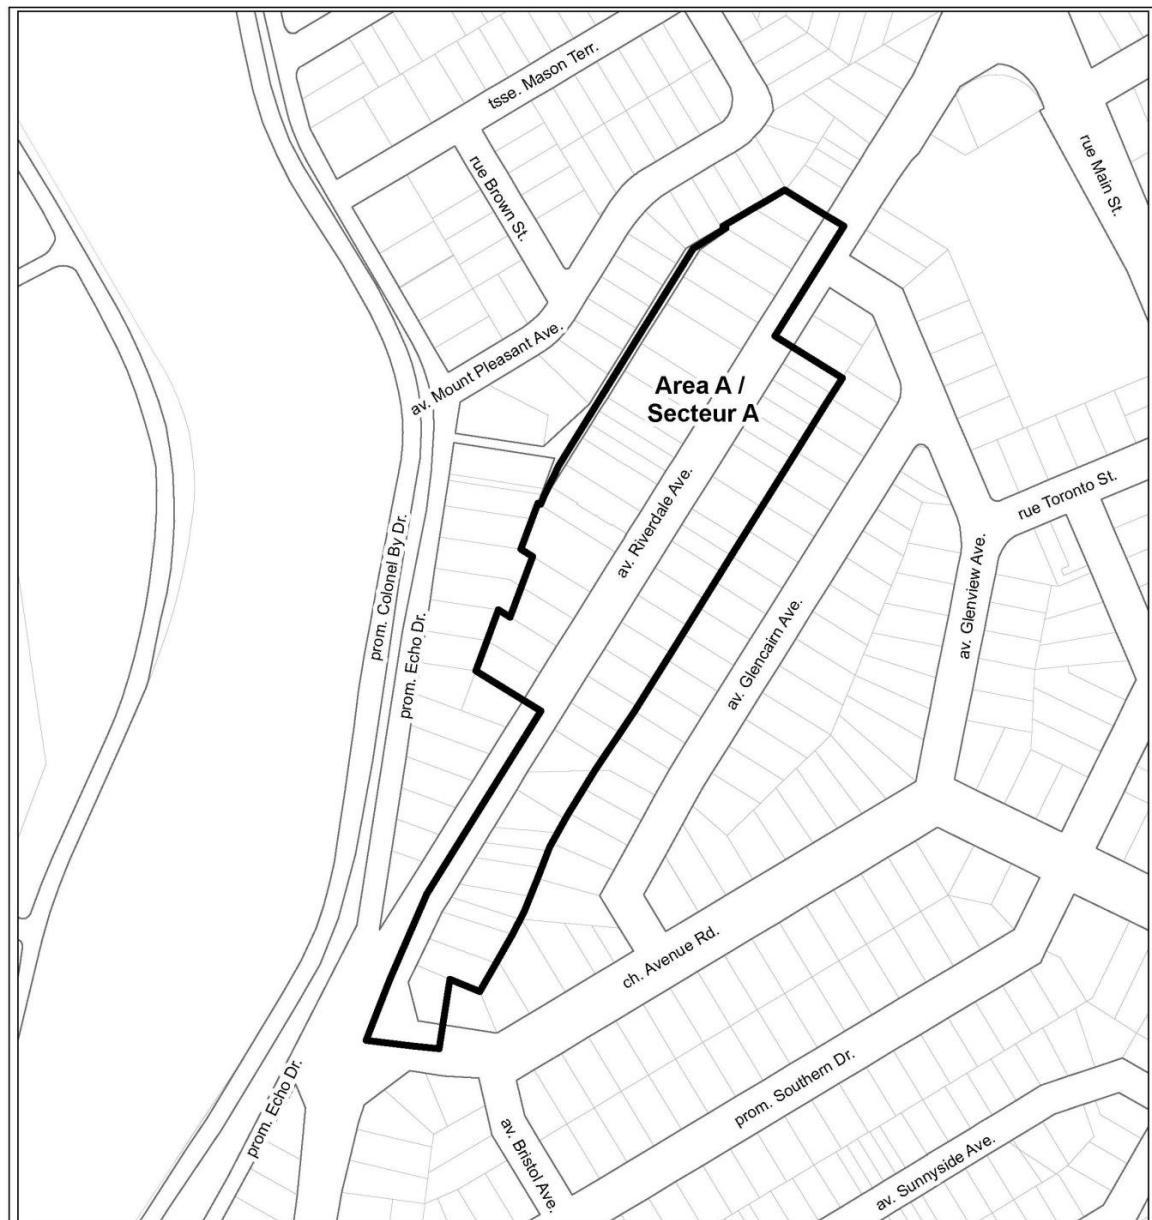 tsse. Mason Terr.
rue Brown St.
rue Main St.
av. Mount Pleasant Ave.
Area A /
Secteur A
rue Toronto St.
av. Riverdale Ave.
prom. Colonel By Dr.
av. Glenview Ave.
prom. Echo Dr.
av. Glencairn Ave.
ch. Avenue Rd.
prom. Southern Dr.
prom. Echo Dr.
av. Bristol Ave.
av. Sunnyside Ave.